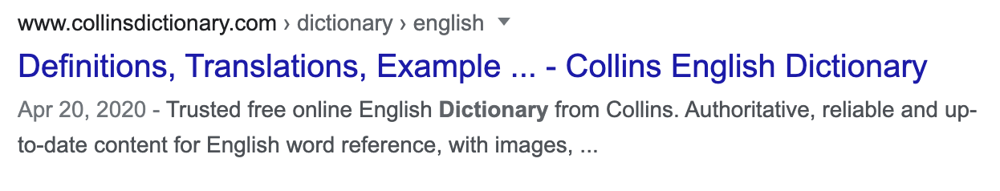 www.collinsdictionary.com › dictionary › english
Definitions, Translations, Example ... - Collins English Dictionary
Apr 20, 2020 - Trusted free online English Dictionary from Collins. Authoritative, reliable and up-
to-date content for English word reference, with images, ...